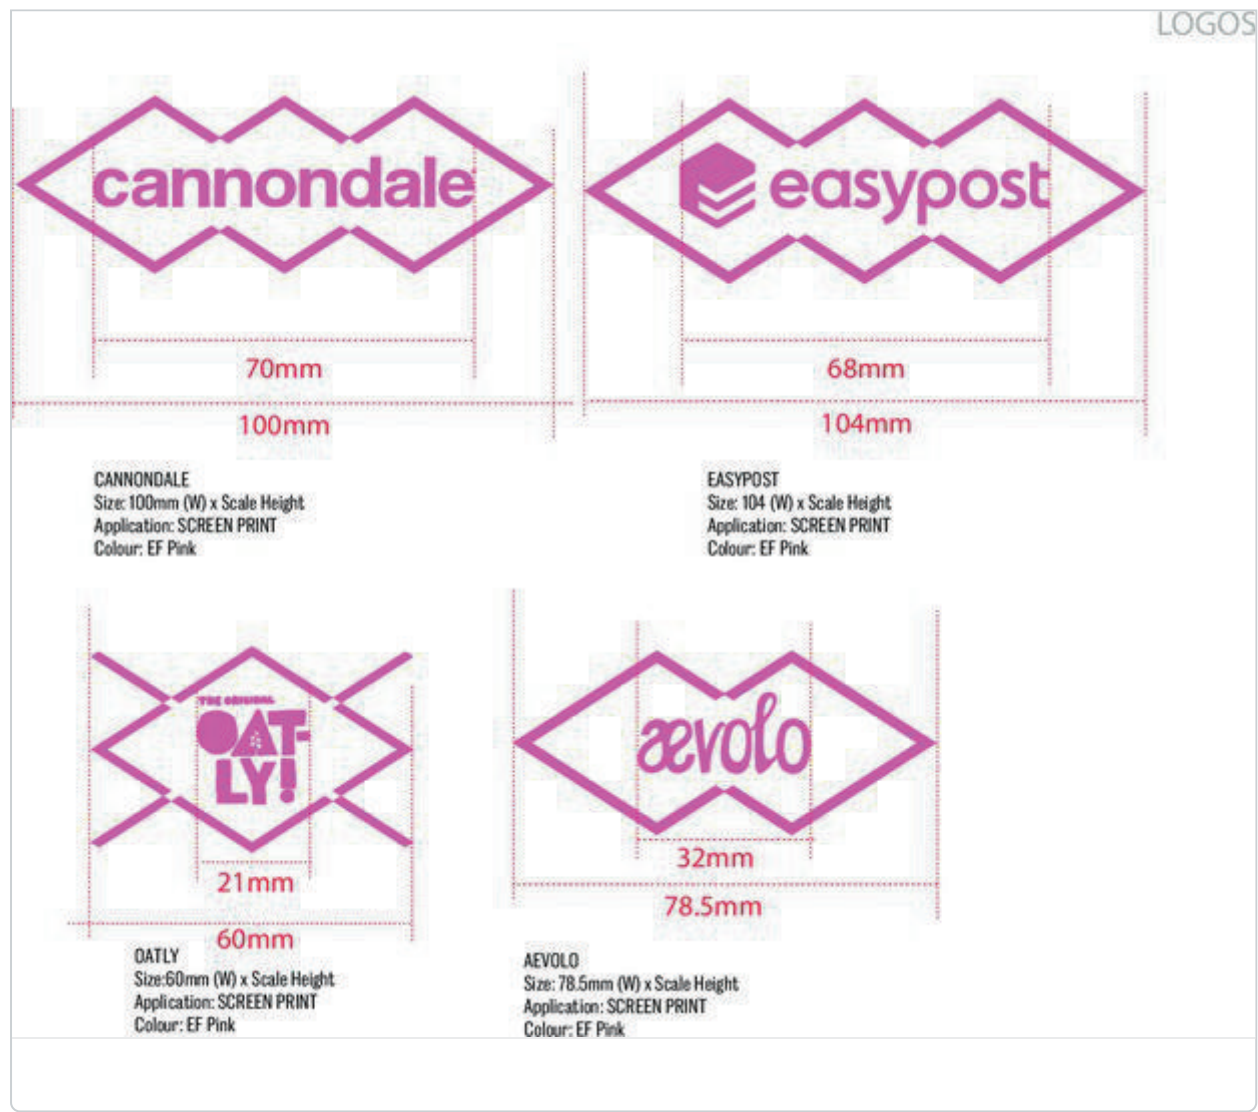 LOGOS
cannondale
70mm
100mm
CANNONDALE
Size: 100mm (W) x Scale Height
Application: SCREEN PRINT
Colour: EF Pink
easypost
68mm
104mm
EASYPOST
Size: 104 (W) x Scale Height
Application: SCREEN PRINT
Colour: EF Pink
THE ORIGINAL
OAT-
LY!
21mm
60mm
OATLY
Size:60mm (W) x Scale Height
Application: SCREEN PRINT
Colour: EF Pink
aevolo
32mm
78.5mm
AEVOLO
Size: 78.5mm (W) x Scale Height
Application: SCREEN PRINT
Colour: EF Pink